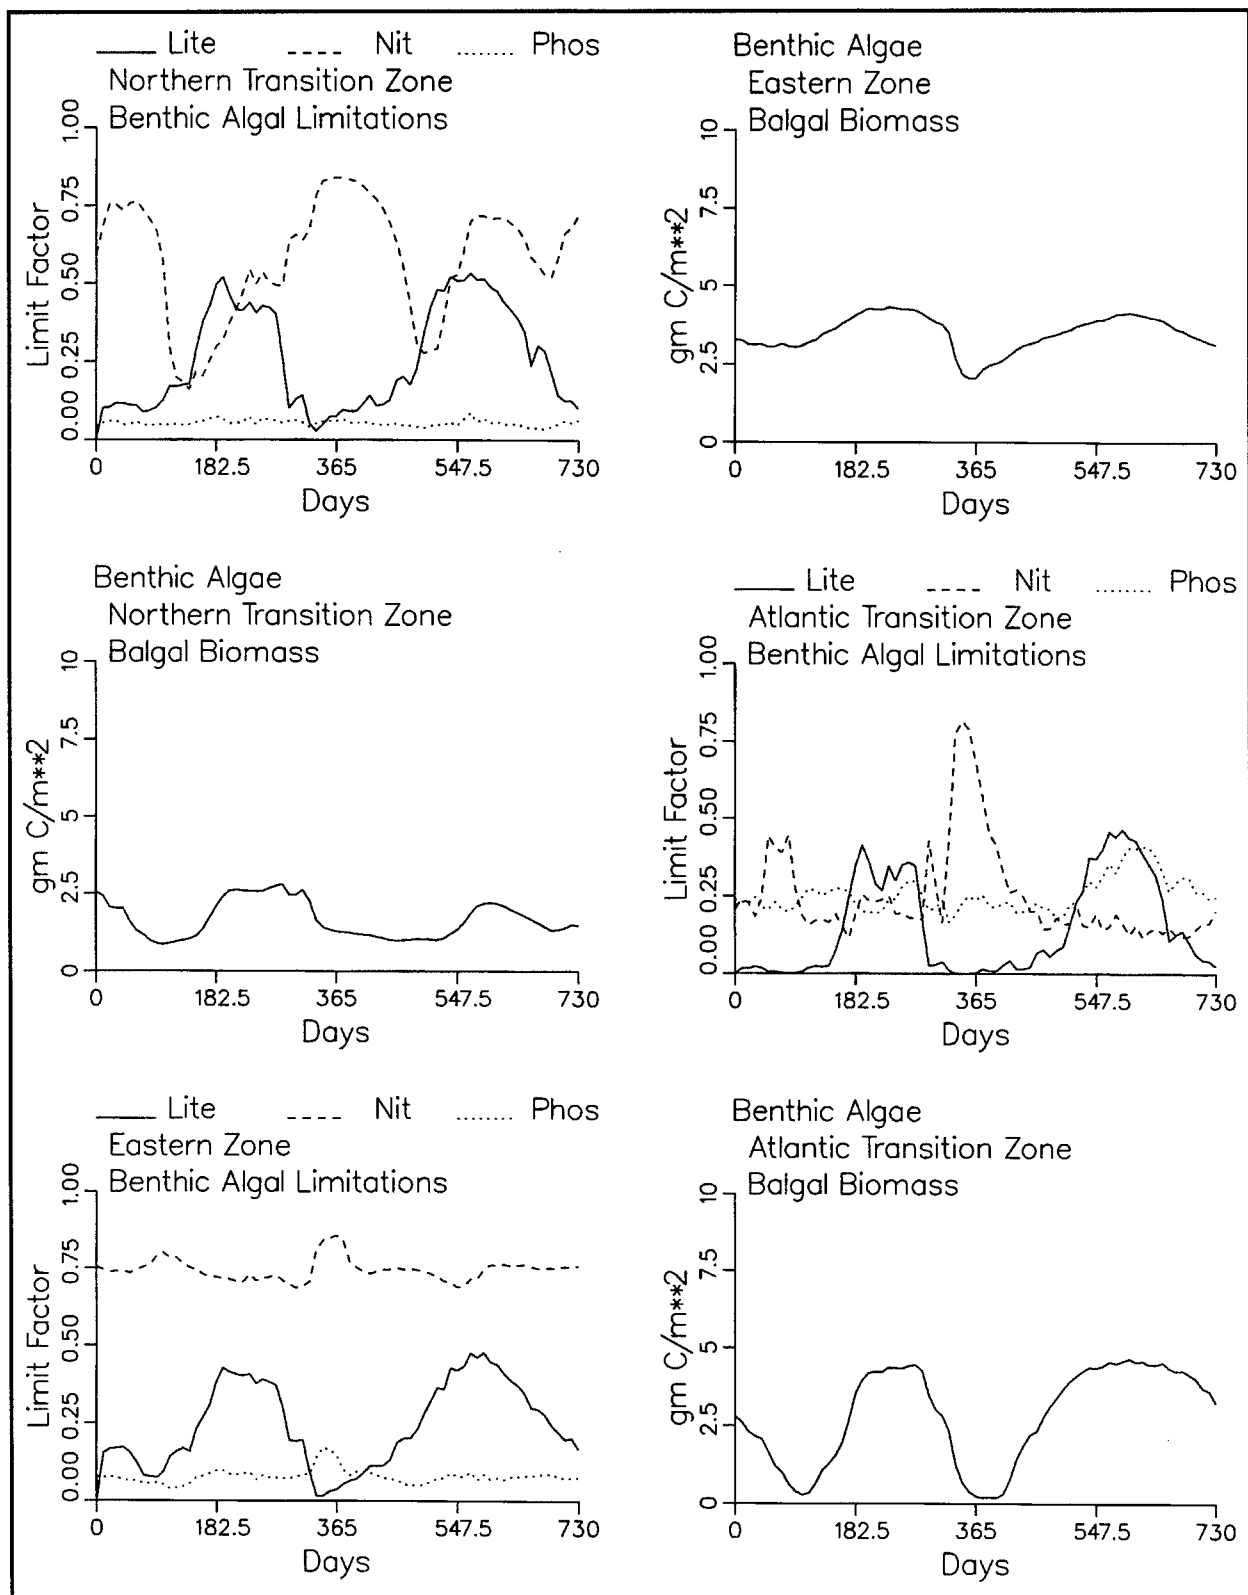 Lite Nit Phos
Northern Transition Zone
Benthic Algal Limitations
Limit Factor
1.00
0.75
0.50
0.25
0.00
0 182.5 365 547.5 730
Days
Benthic Algae
Eastern Zone
Balgal Biomass
gm C/m**2
10
7.5
5
2.5
0
0 182.5 365 547.5 730
Days
Benthic Algae
Northern Transition Zone
Balgal Biomass
gm C/m**2
10
7.5
5
2.5
0
0 182.5 365 547.5 730
Days
Lite Nit Phos
Atlantic Transition Zone
Benthic Algal Limitations
Limit Factor
1.00
0.75
0.50
0.25
0.00
0 182.5 365 547.5 730
Days
Lite Nit Phos
Eastern Zone
Benthic Algal Limitations
Limit Factor
1.00
0.75
0.50
0.25
0.00
0 182.5 365 547.5 730
Days
Benthic Algae
Atlantic Transition Zone
Balgal Biomass
gm C/m**2
10
7.5
5
2.5
0
0 182.5 365 547.5 730
Days